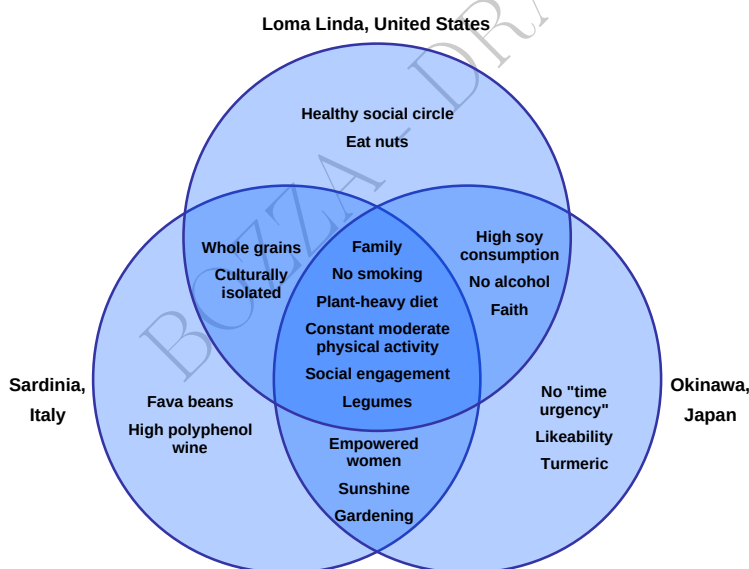 Loma Linda, United States
BOZZA - DRA
Healthy social circle
Eat nuts
Whole grains
Culturally
isolated
Family
No smoking
Plant-heavy diet
Constant moderate
physical activity
Social engagement
Legumes
High soy
consumption
No alcohol
Faith
Sardinia,
Italy
Fava beans
High polyphenol
wine
Empowered
women
Sunshine
Gardening
No "time
urgency"
Likeability
Turmeric
Okinawa,
Japan